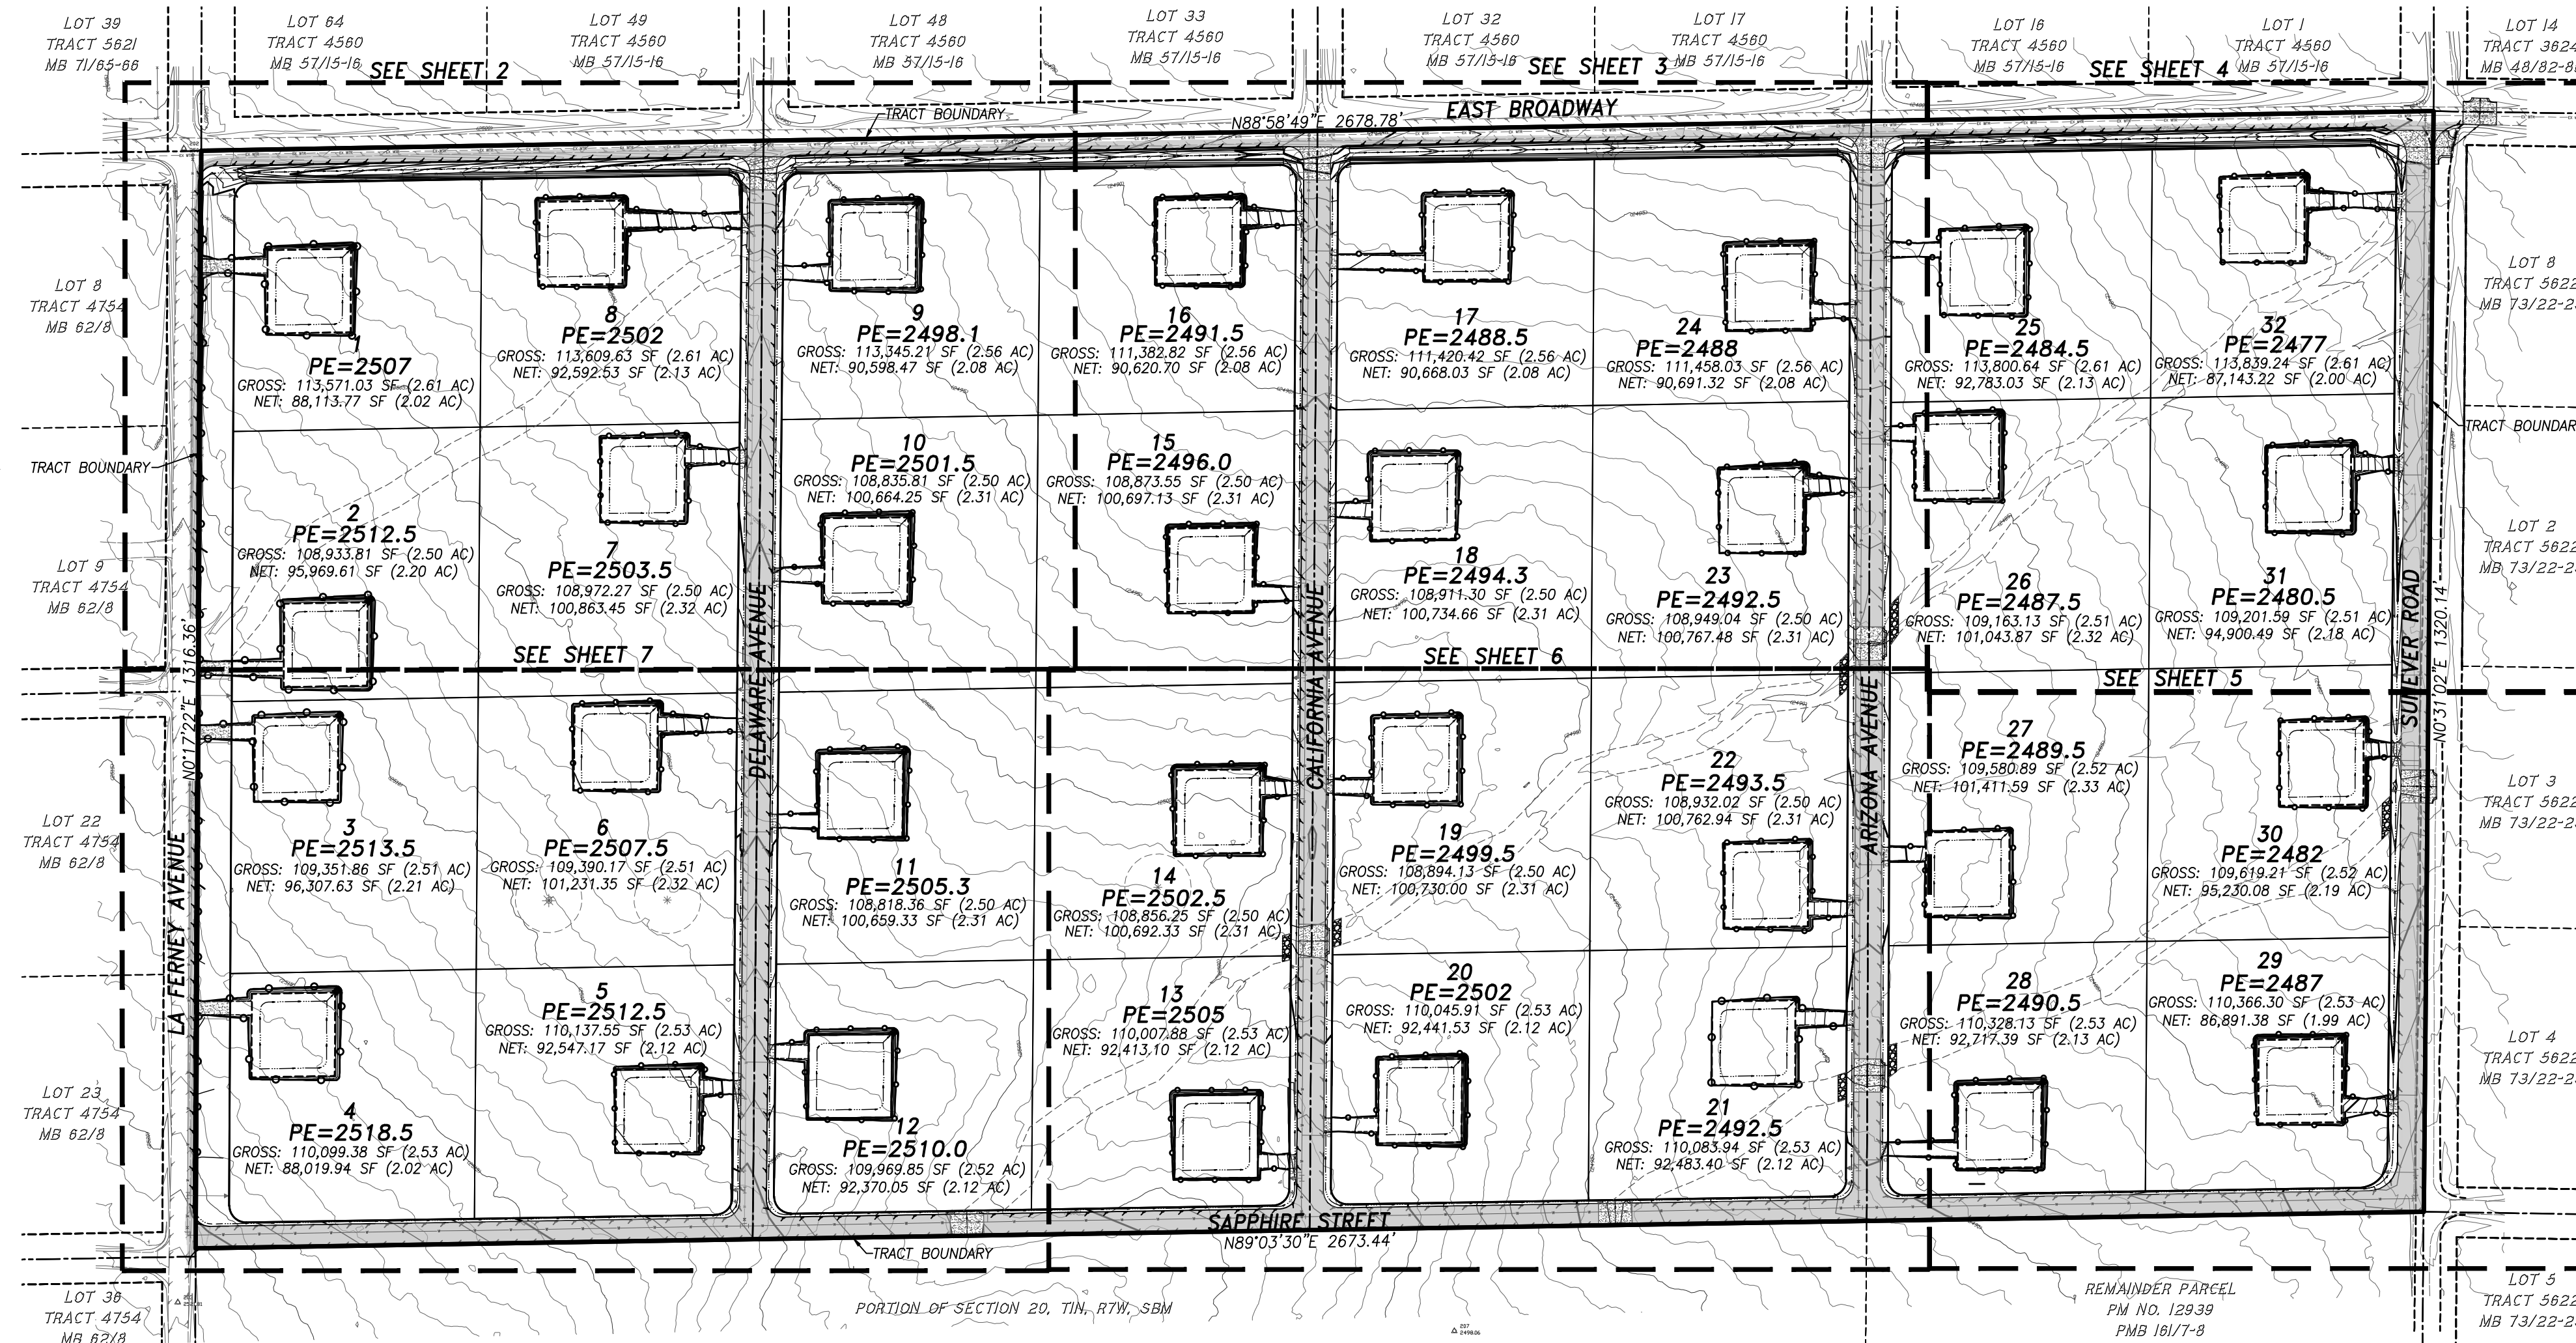 LOT 39
TRACT 5621
MB 71/65-66
LOT 64
TRACT 4560
MB 57/15-16
LOT 49
TRACT 4560
MB 57/15-16
LOT 48
TRACT 4560
MB 57/15-16
LOT 33
TRACT 4560
MB 57/15-16
LOT 32
TRACT 4560
MB 57/15-16
LOT 17
TRACT 4560
MB 57/15-16
LOT 16
TRACT 4560
MB 57/15-16
LOT 1
TRACT 4560
MB 57/15-16
LOT 14
TRACT 3624
MB 48/82-8
SEE SHEET 2
SEE SHEET 3
SEE SHEET 4
TRACT BOUNDARY
EAST BROADWAY
N88°58'49"E 2678.78'
LOT 8
TRACT 4754
MB 62/8
1
PE=2507
GROSS: 113,571.03 SF (2.61 AC)
NET: 88,113.77 SF (2.02 AC)
8
PE=2502
GROSS: 113,609.63 SF (2.61 AC)
NET: 92,592.53 SF (2.13 AC)
9
PE=2498.1
GROSS: 113,345.21 SF (2.56 AC)
NET: 90,598.47 SF (2.08 AC)
16
PE=2491.5
GROSS: 111,382.82 SF (2.56 AC)
NET: 90,620.70 SF (2.08 AC)
17
PE=2488.5
GROSS: 111,420.42 SF (2.56 AC)
NET: 90,668.03 SF (2.08 AC)
24
PE=2488
GROSS: 111,458.03 SF (2.56 AC)
NET: 90,691.32 SF (2.08 AC)
25
PE=2484.5
GROSS: 113,800.64 SF (2.61 AC)
NET: 92,783.03 SF (2.13 AC)
32
PE=2477
GROSS: 113,839.24 SF (2.61 AC)
NET: 87,143.22 SF (2.00 AC)
LOT 8
TRACT 5622
MB 73/22-2
TRACT BOUNDARY
TRACT BOUNDAR
LOT 9
TRACT 4754
MB 62/8
2
PE=2512.5
GROSS: 108,933.81 SF (2.50 AC)
NET: 95,969.61 SF (2.20 AC)
7
PE=2503.5
GROSS: 108,972.27 SF (2.50 AC)
NET: 100,863.45 SF (2.32 AC)
10
PE=2501.5
GROSS: 108,835.81 SF (2.50 AC)
NET: 100,664.25 SF (2.31 AC)
15
PE=2496.0
GROSS: 108,873.55 SF (2.50 AC)
NET: 100,697.13 SF (2.31 AC)
18
PE=2494.3
GROSS: 108,911.30 SF (2.50 AC)
NET: 100,734.66 SF (2.31 AC)
23
PE=2492.5
GROSS: 108,949.04 SF (2.50 AC)
NET: 100,767.48 SF (2.31 AC)
26
PE=2487.5
GROSS: 109,163.13 SF (2.51 AC)
NET: 101,043.87 SF (2.32 AC)
31
PE=2480.5
GROSS: 109,201.59 SF (2.51 AC)
NET: 94,900.49 SF (2.18 AC)
LOT 2
TRACT 5622
MB 73/22-2
SEE SHEET 7
SEE SHEET 6
SEE SHEET 5
N0°17'22"E 1316.36'
LA FERNEY AVENUE
DELAWARE AVENUE
CALIFORNIA AVENUE
ARIZONA AVENUE
SUNEVER ROAD
N0°31'02"E 1320.14'
LOT 22
TRACT 4754
MB 62/8
3
PE=2513.5
GROSS: 109,351.86 SF (2.51 AC)
NET: 96,307.63 SF (2.21 AC)
6
PE=2507.5
GROSS: 109,390.17 SF (2.51 AC)
NET: 101,231.35 SF (2.32 AC)
11
PE=2505.3
GROSS: 108,818.36 SF (2.50 AC)
NET: 100,659.33 SF (2.31 AC)
14
PE=2502.5
GROSS: 108,856.25 SF (2.50 AC)
NET: 100,692.33 SF (2.31 AC)
19
PE=2499.5
GROSS: 108,894.13 SF (2.50 AC)
NET: 100,730.00 SF (2.31 AC)
22
PE=2493.5
GROSS: 108,932.02 SF (2.50 AC)
NET: 100,762.94 SF (2.31 AC)
27
PE=2489.5
GROSS: 109,580.89 SF (2.52 AC)
NET: 101,411.59 SF (2.33 AC)
30
PE=2482
GROSS: 109,619.21 SF (2.52 AC)
NET: 95,230.08 SF (2.19 AC)
LOT 3
TRACT 5622
MB 73/22-2
LOT 23
TRACT 4754
MB 62/8
4
PE=2518.5
GROSS: 110,099.38 SF (2.53 AC)
NET: 88,019.94 SF (2.02 AC)
5
PE=2512.5
GROSS: 110,137.55 SF (2.53 AC)
NET: 92,547.17 SF (2.12 AC)
12
PE=2510.0
GROSS: 109,969.85 SF (2.52 AC)
NET: 92,370.05 SF (2.12 AC)
13
PE=2505
GROSS: 110,007.88 SF (2.53 AC)
NET: 92,413.10 SF (2.12 AC)
20
PE=2502
GROSS: 110,045.91 SF (2.53 AC)
NET: 92,441.53 SF (2.12 AC)
21
PE=2492.5
GROSS: 110,083.94 SF (2.53 AC)
NET: 92,483.40 SF (2.12 AC)
28
PE=2490.5
GROSS: 110,328.13 SF (2.53 AC)
NET: 92,717.39 SF (2.13 AC)
29
PE=2487
GROSS: 110,366.30 SF (2.53 AC)
NET: 86,891.38 SF (1.99 AC)
LOT 4
TRACT 5622
MB 73/22-2
SAPPHIRE STREET
N89°03'30"E 2673.44'
TRACT BOUNDARY
LOT 36
TRACT 4754
MB 62/8
PORTION OF SECTION 20, T1N, R7W, SBM
207
2498.06
REMAINDER PARCEL
PM NO. 12939
PMB 161/7-8
LOT 5
TRACT 5622
MB 73/22-2